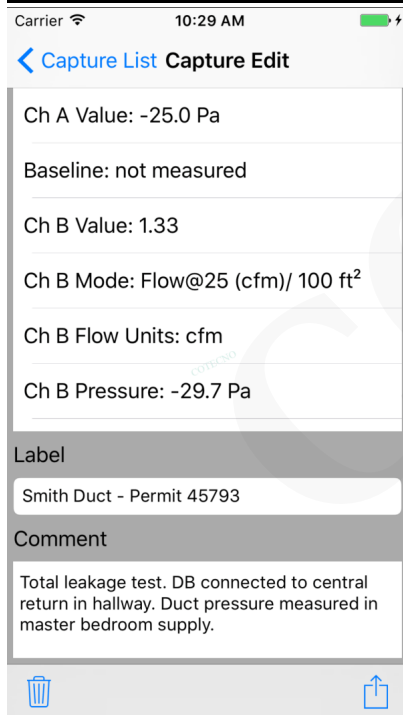 Carrier 10:29 AM
Capture List Capture Edit
Ch A Value: -25.0 Pa
Baseline: not measured
Ch B Value: 1.33
Ch B Mode: Flow@25 (cfm)/ 100 ft²
Ch B Flow Units: cfm
COTECNO
Ch B Pressure: -29.7 Pa
Label
Smith Duct - Permit 45793
Comment
Total leakage test. DB connected to central
return in hallway. Duct pressure measured in
master bedroom supply.